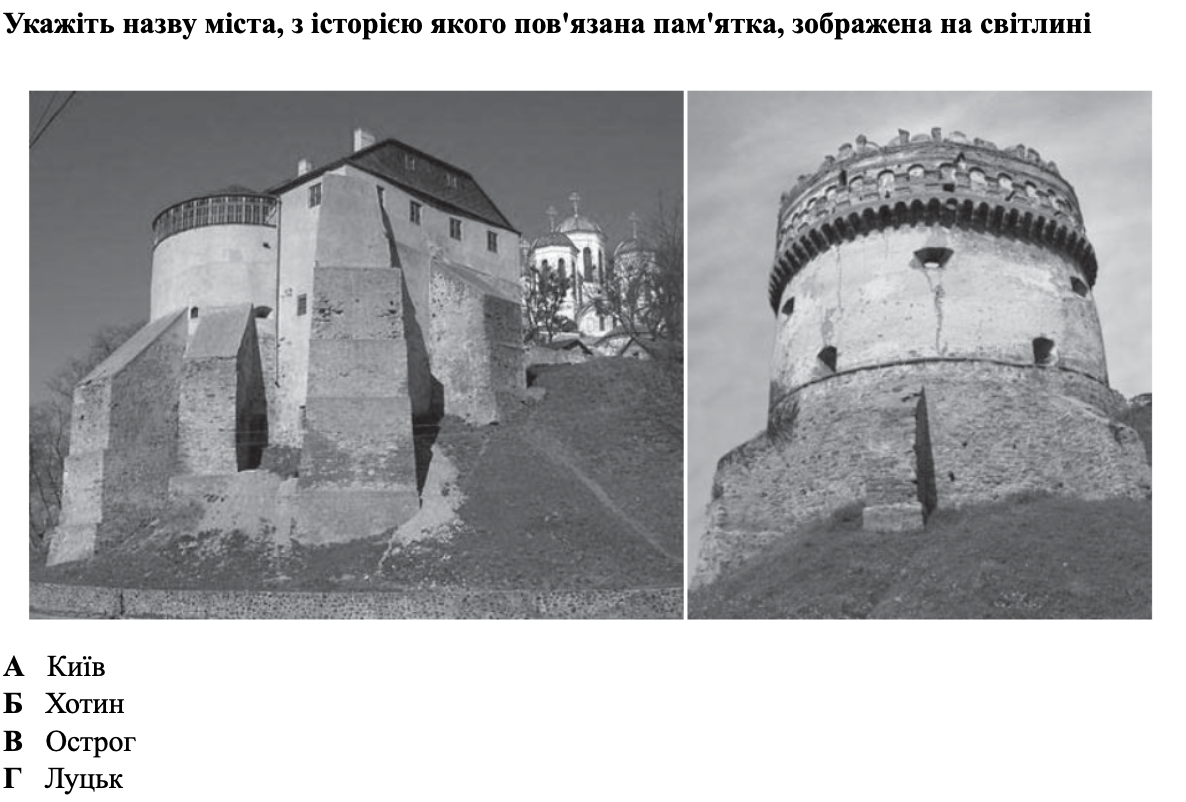 Укажіть назву міста, з історією якого пов'язана пам'ятка, зображена на світлині
А Київ
Б Хотин
В Острог
Г Луцьк